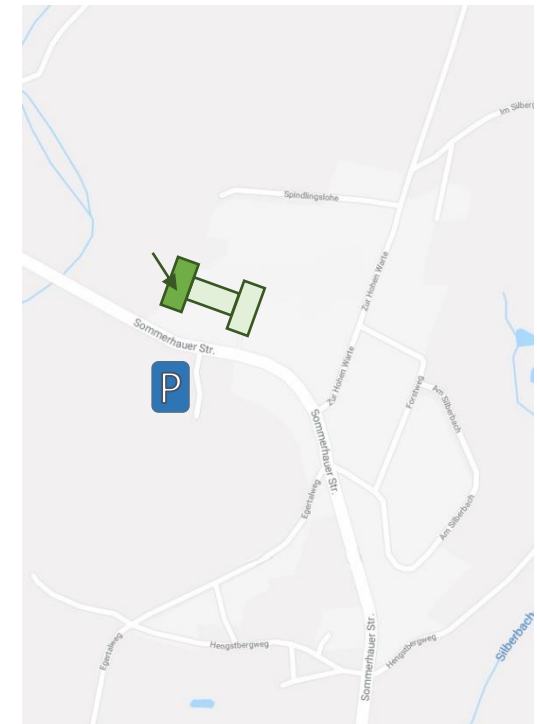 Im Silberg
Spindlingslohe
Zur Hohen Warte
Sommerhauer Str.
P
Zur Hohen Warte
Forstweg
Am Silberbach
Sommerhauer Str.
Egertalweg
Am Silberbach
Egertalweg
Hengstbergweg
Hengstbergweg
Sommerhauer Str.
Silberbach